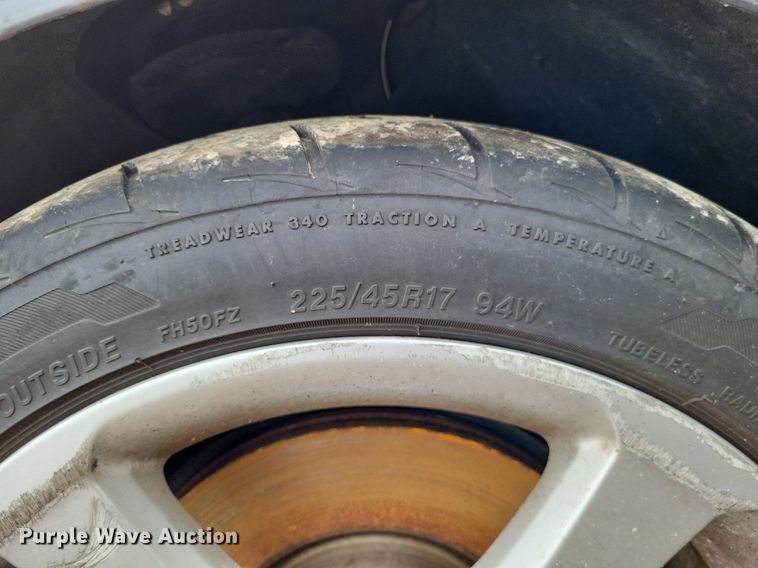 TREADWEAR 340 TRACTION A TEMPERATURE A
OUTSIDE FH50FZ 225/45R17 94W TUBELESS
Purple Wave Auction